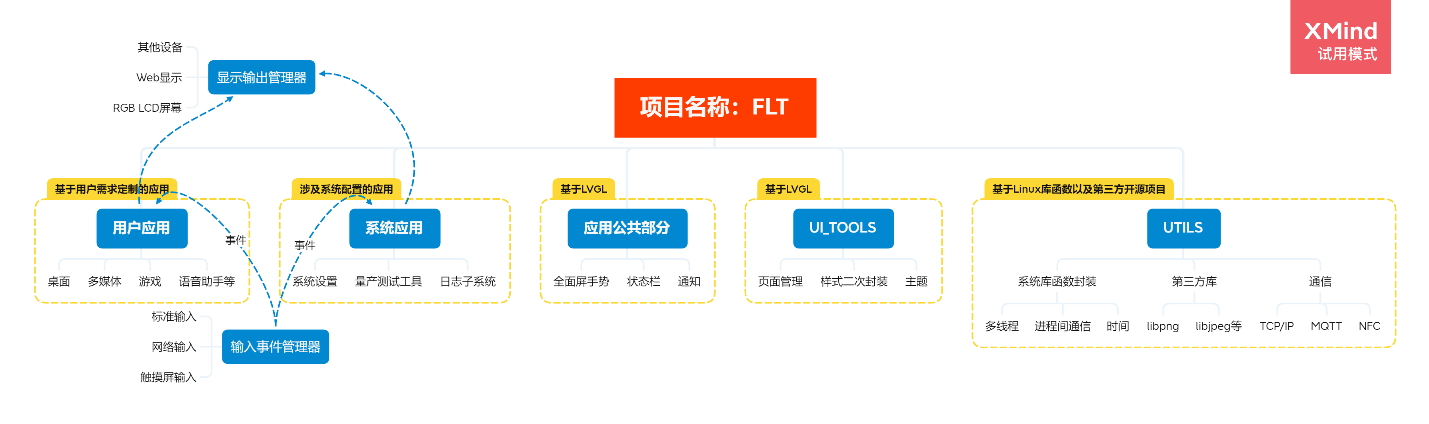 XMind
试用模式
其他设备
Web显示
RGB LCD屏幕
显示输出管理器
项目名称：FLT
基于用户需求定制的应用
用户应用
桌面
多媒体
游戏
语音助手等
事件
涉及系统配置的应用
系统应用
系统设置
量产测试工具
日志子系统
事件
基于LVGL
应用公共部分
全面屏手势
状态栏
通知
基于LVGL
UI_TOOLS
页面管理
样式二次封装
主题
基于Linux库函数以及第三方开源项目
UTILS
系统库函数封装
第三方库
通信
多线程
进程间通信
时间
libpng
libjpeg等
TCP/IP
MQTT
NFC
标准输入
网络输入
触摸屏输入
输入事件管理器